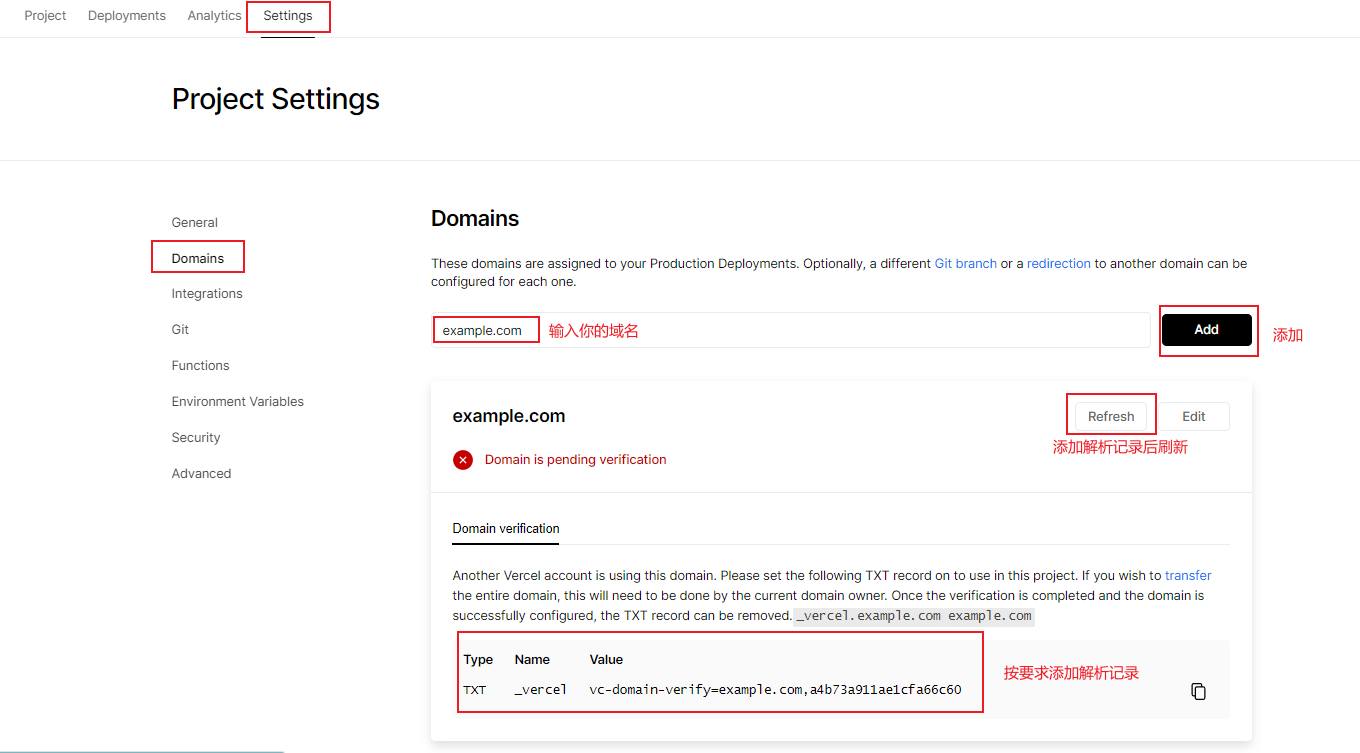 Project Deployments Analytics Settings
Project Settings
General
Domains
Integrations
Git
Functions
Environment Variables
Security
Advanced
Domains
These domains are assigned to your Production Deployments. Optionally, a different Git branch or a redirection to another domain can be
configured for each one.
example.com 输入你的域名 Add 添加
example.com Refresh Edit
添加解析记录后刷新
Domain is pending verification
Domain verification
Another Vercel account is using this domain. Please set the following TXT record on to use in this project. If you wish to transfer
the entire domain, this will need to be done by the current domain owner. Once the verification is completed and the domain is
successfully configured, the TXT record can be removed. _vercel.example.com example.com
Type Name Value
TXT _vercel vc-domain-verify=example.com,a4b73a911ae1cfa66c60
按要求添加解析记录